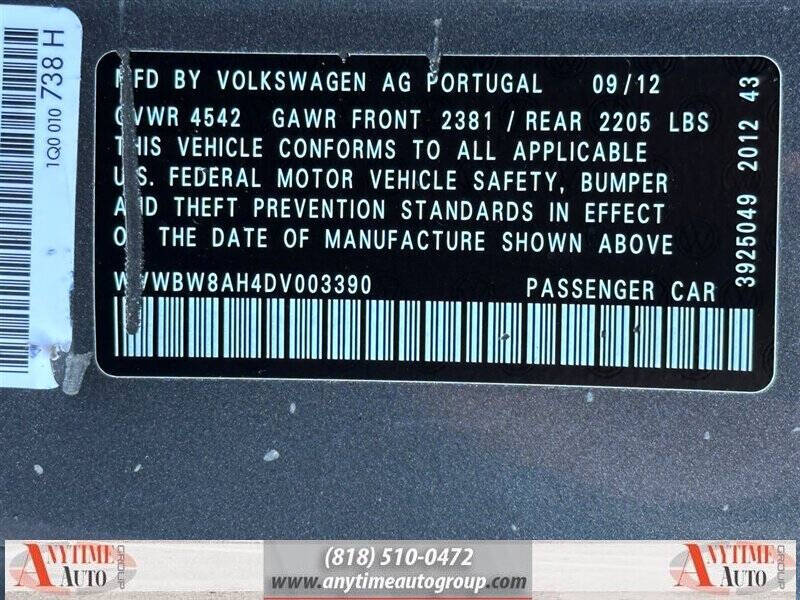 1Q0 010 738 H
MFD BY VOLKSWAGEN AG PORTUGAL 09/12
GVWR 4542 GAWR FRONT 2381 / REAR 2205 LBS
THIS VEHICLE CONFORMS TO ALL APPLICABLE
U.S. FEDERAL MOTOR VEHICLE SAFETY, BUMPER
AND THEFT PREVENTION STANDARDS IN EFFECT
ON THE DATE OF MANUFACTURE SHOWN ABOVE
WVWBW8AH4DV003390 PASSENGER CAR
3925049 2012 43
ANYTIME AUTO GROUP
(818) 510-0472
www.anytimeautogroup.com
ANYTIME AUTO GROUP